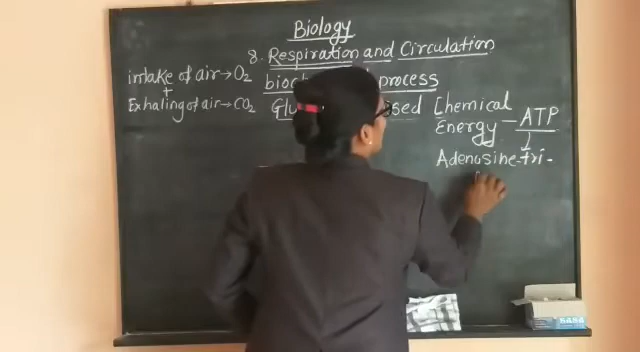 Biology
8. Respiration and Circulation
intake of air→O2
+
Exhaling of air→CO2
process
Chemical
Energy - ATP
↓
Adenosine-tri-